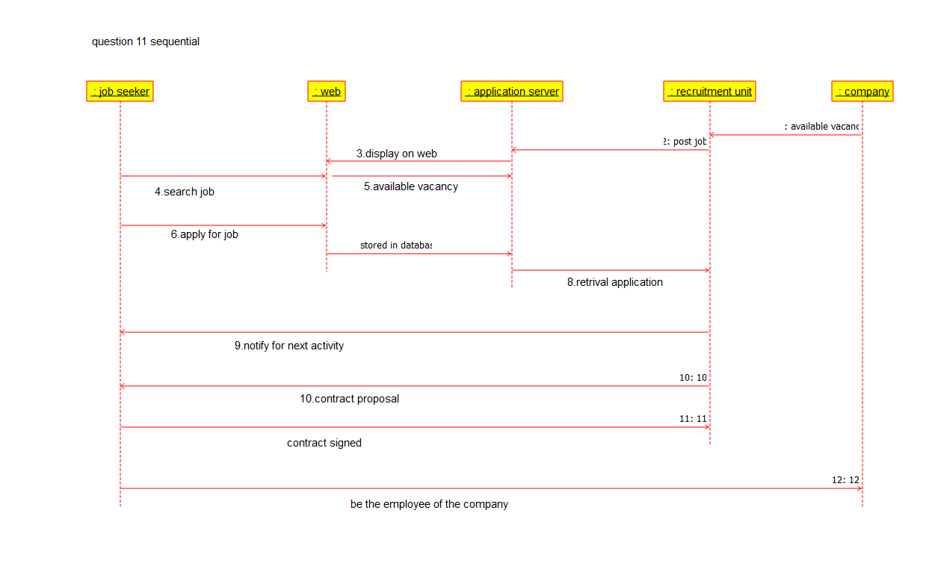 question 11 sequential
: job seeker
: web
: application server
: recruitment unit
: company
: available vacanc
2: post job
3.display on web
4.search job
5.available vacancy
6.apply for job
stored in databas
8.retrival application
9.notify for next activity
10: 10
10.contract proposal
11: 11
contract signed
12: 12
be the employee of the company